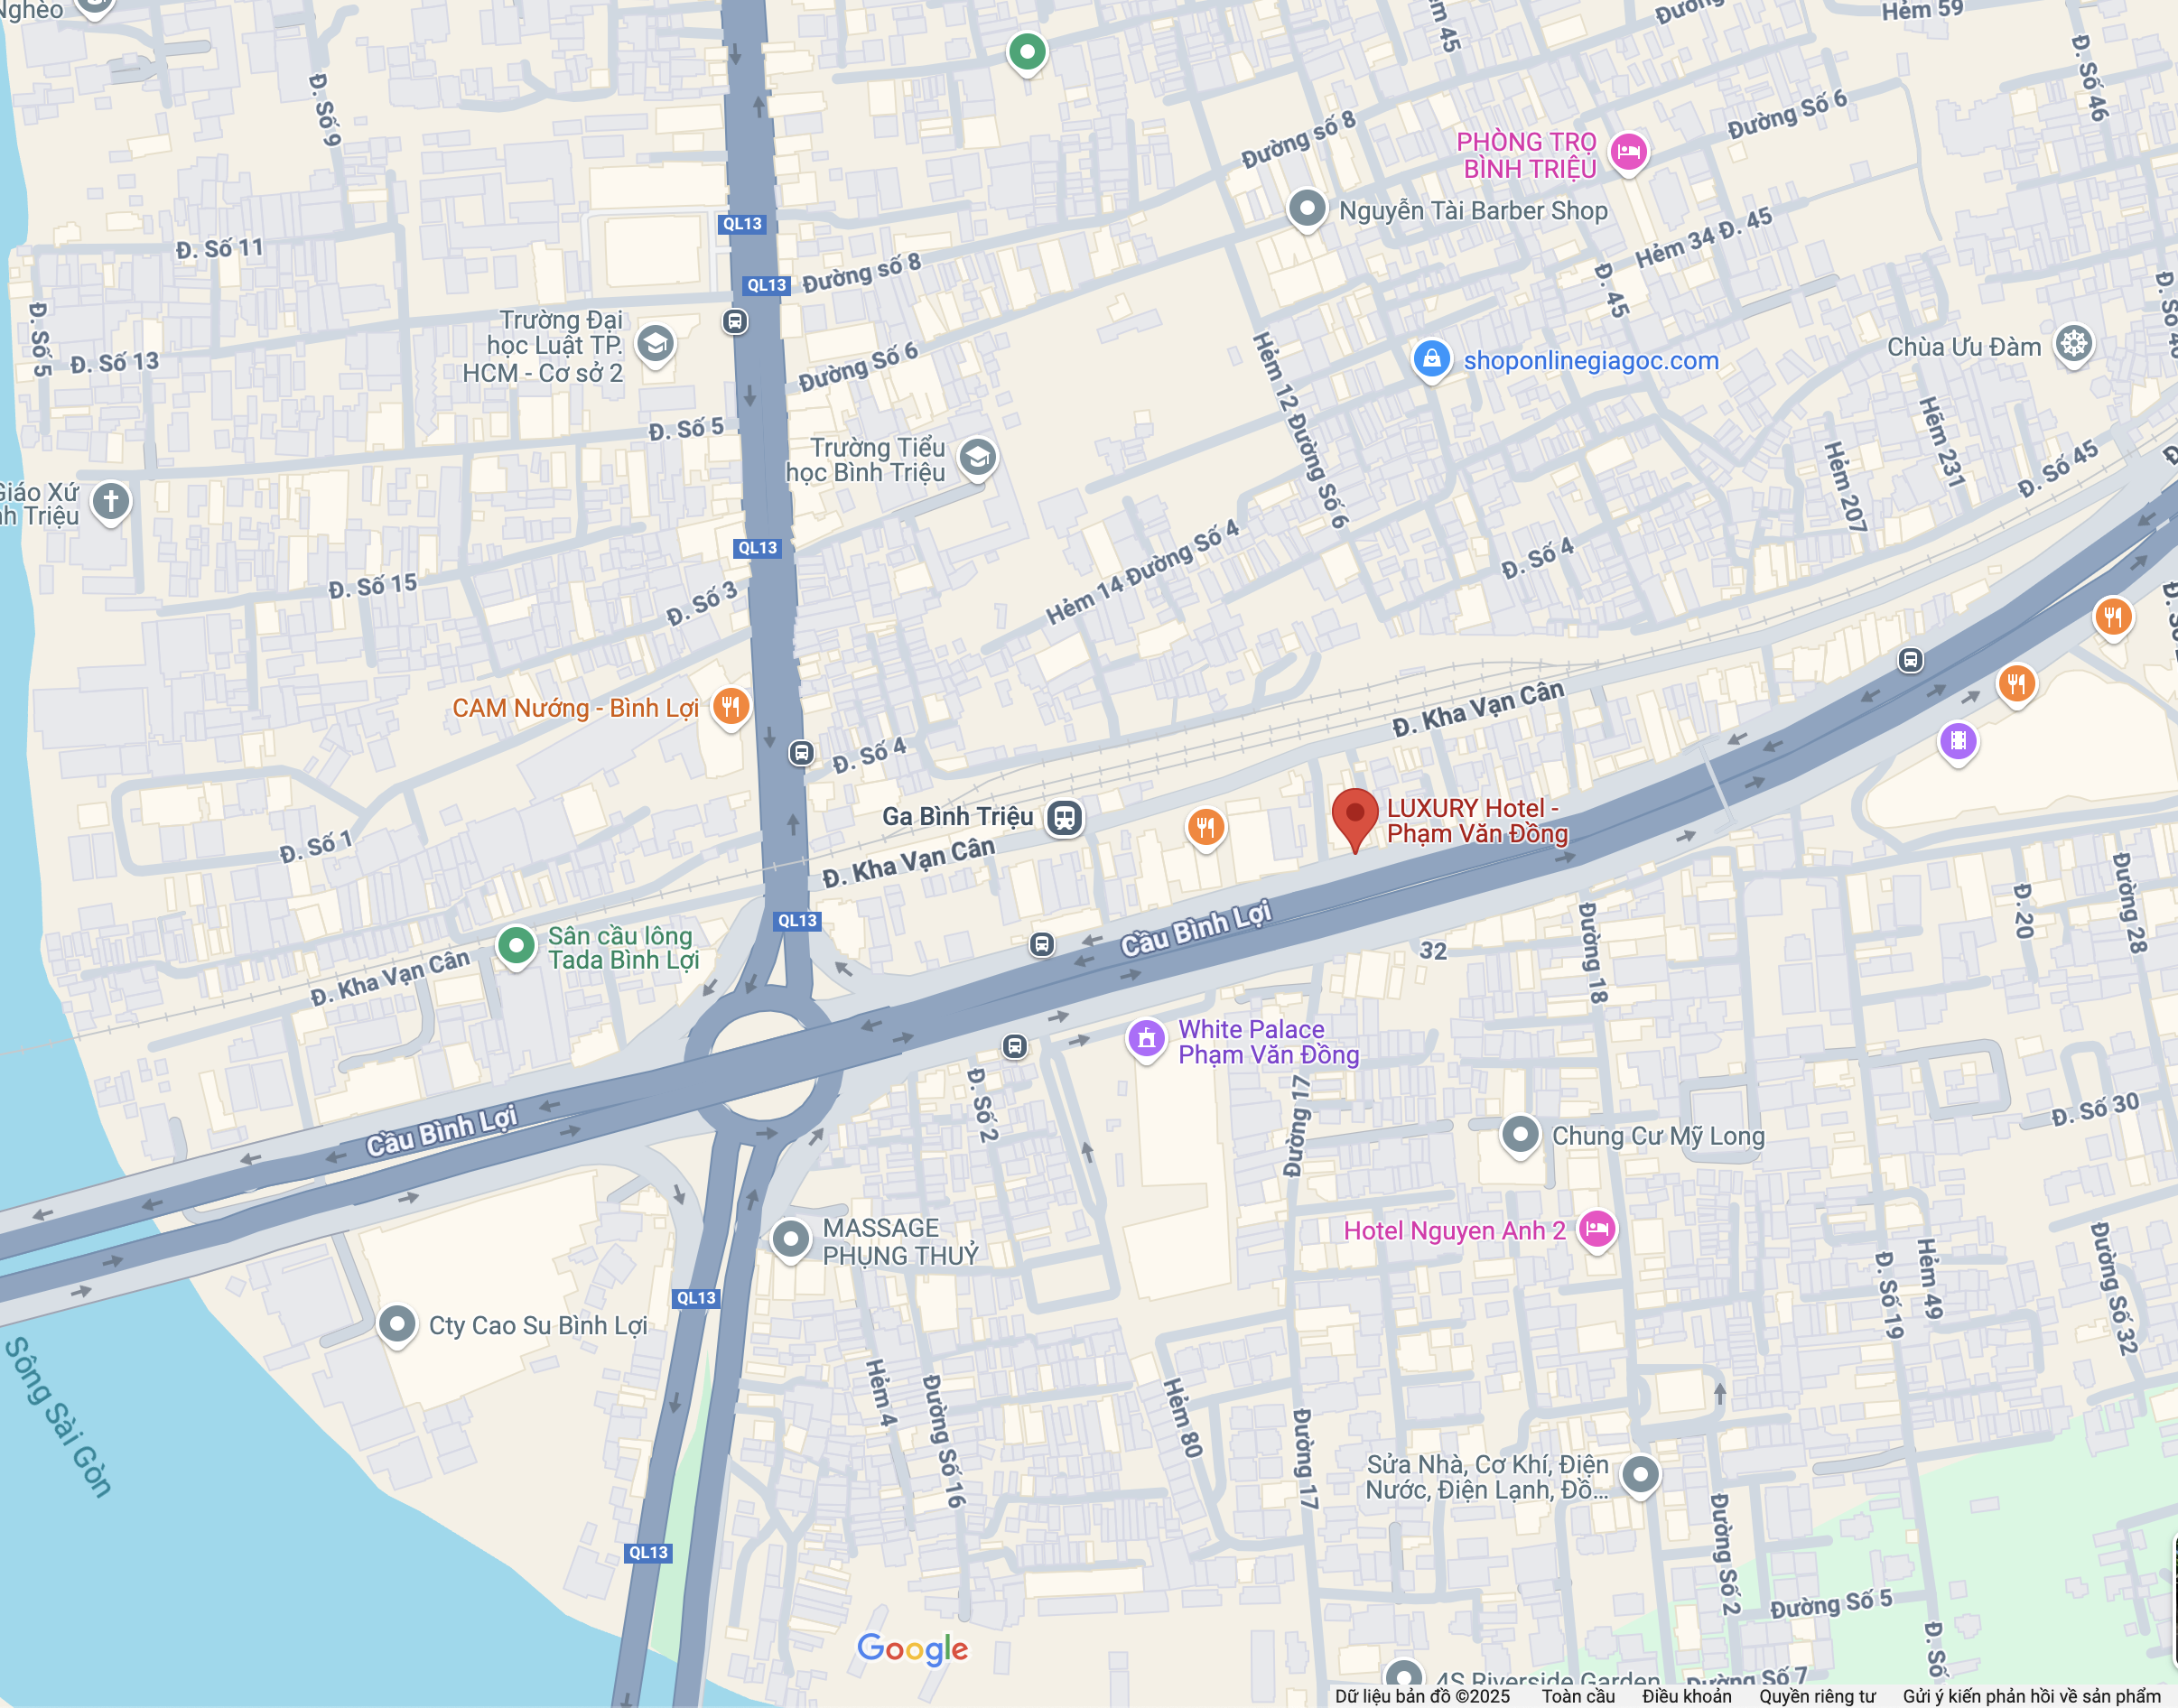 Nghèo
Hẻm 59
Đ. Số 9
Đ. Số 46
Đường Số 6
Đường số 8
PHÒNG TRỌ
BÌNH TRIỆU
Nguyễn Tài Barber Shop
QL13
Đ. Số 11
Hẻm 34 Đ. 45
Đường số 8
QL13
Đ. 45
Đ. Số 5
Trường Đại
học Luật TP.
HCM - Cơ sở 2
Đ. Số 13
Đường Số 6
Hẻm 12 Đường Số 6
shoponlinegiagoc.com
Chùa Ưu Đàm
Đ. Số 5
Trường Tiểu
học Bình Triệu
Hẻm 231
Hẻm 207
Đ. Số 45
Giáo Xứ
nh Triệu
QL13
Hẻm 14 Đường Số 4
Đ. Số 4
Đ. Số 15
Đ. Số 3
CAM Nướng - Bình Lợi
Đ. Kha Vạn Cân
Đ. Số 4
Ga Bình Triệu
LUXURY Hotel -
Phạm Văn Đồng
Đ. Số 1
Đ. Kha Vạn Cân
QL13
Cầu Bình Lợi
Đường 18
Đ. 20
Đường 28
Sân cầu lông
Tada Bình Lợi
32
Đ. Kha Vạn Cân
White Palace
Phạm Văn Đồng
Đ. Số 2
Đường 17
Cầu Bình Lợi
Đ. Số 30
Chung Cư Mỹ Long
MASSAGE
PHỤNG THUỶ
Hotel Nguyen Anh 2
Đ. Số 19
Hẻm 49
Đường Số 32
QL13
Cty Cao Su Bình Lợi
Sông Sài Gòn
Hẻm 4
Đường Số 16
Hẻm 80
Đường 17
Sửa Nhà, Cơ Khí, Điện
Nước, Điện Lạnh, Đồ...
Đường Số 2
QL13
Đường Số 5
Đ. Số
Google
4S Riverside Garden
Đường Số 7
Dữ liệu bản đồ ©2025 Toàn cầu Điều khoản Quyền riêng tư Gửi ý kiến phản hồi về sản phẩm